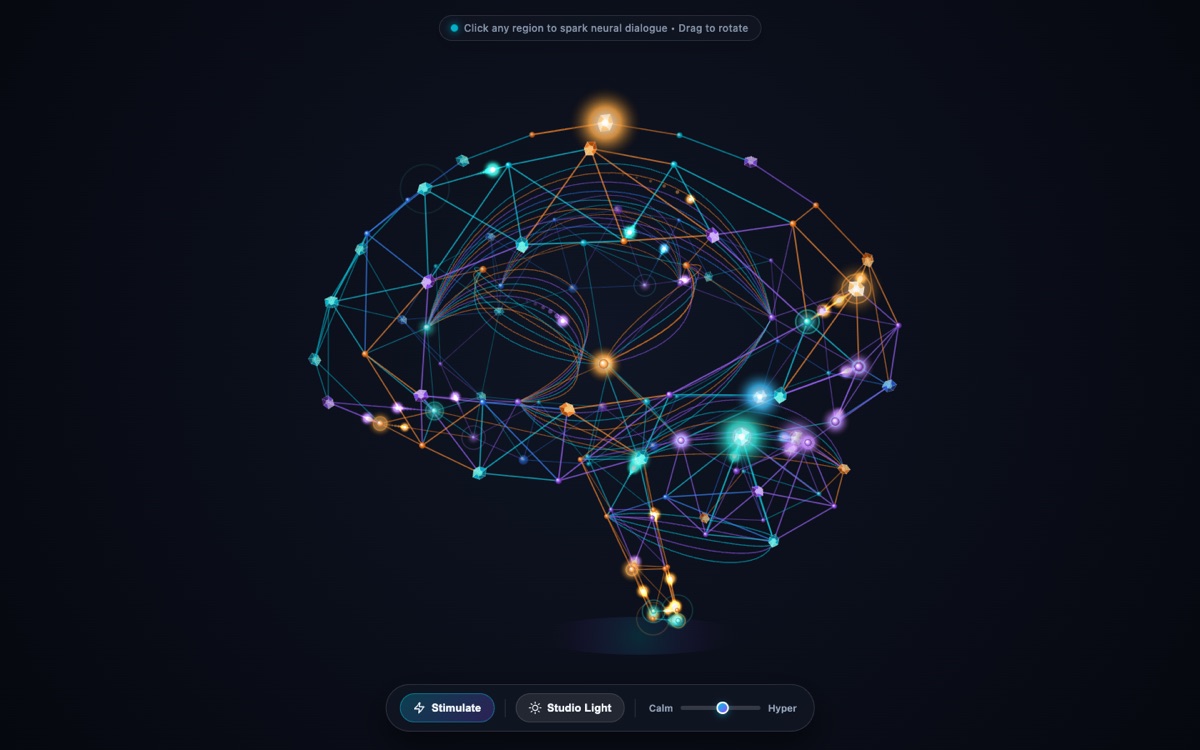 Click any region to spark neural dialogue • Drag to rotate
Stimulate
Studio Light
Calm
Hyper